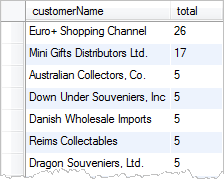 customerName total
Euro+ Shopping Channel 26
Mini Gifts Distributors Ltd. 17
Australian Collectors, Co. 5
Down Under Souveniers, Inc 5
Danish Wholesale Imports 5
Reims Collectables 5
Dragon Souveniers, Ltd. 5